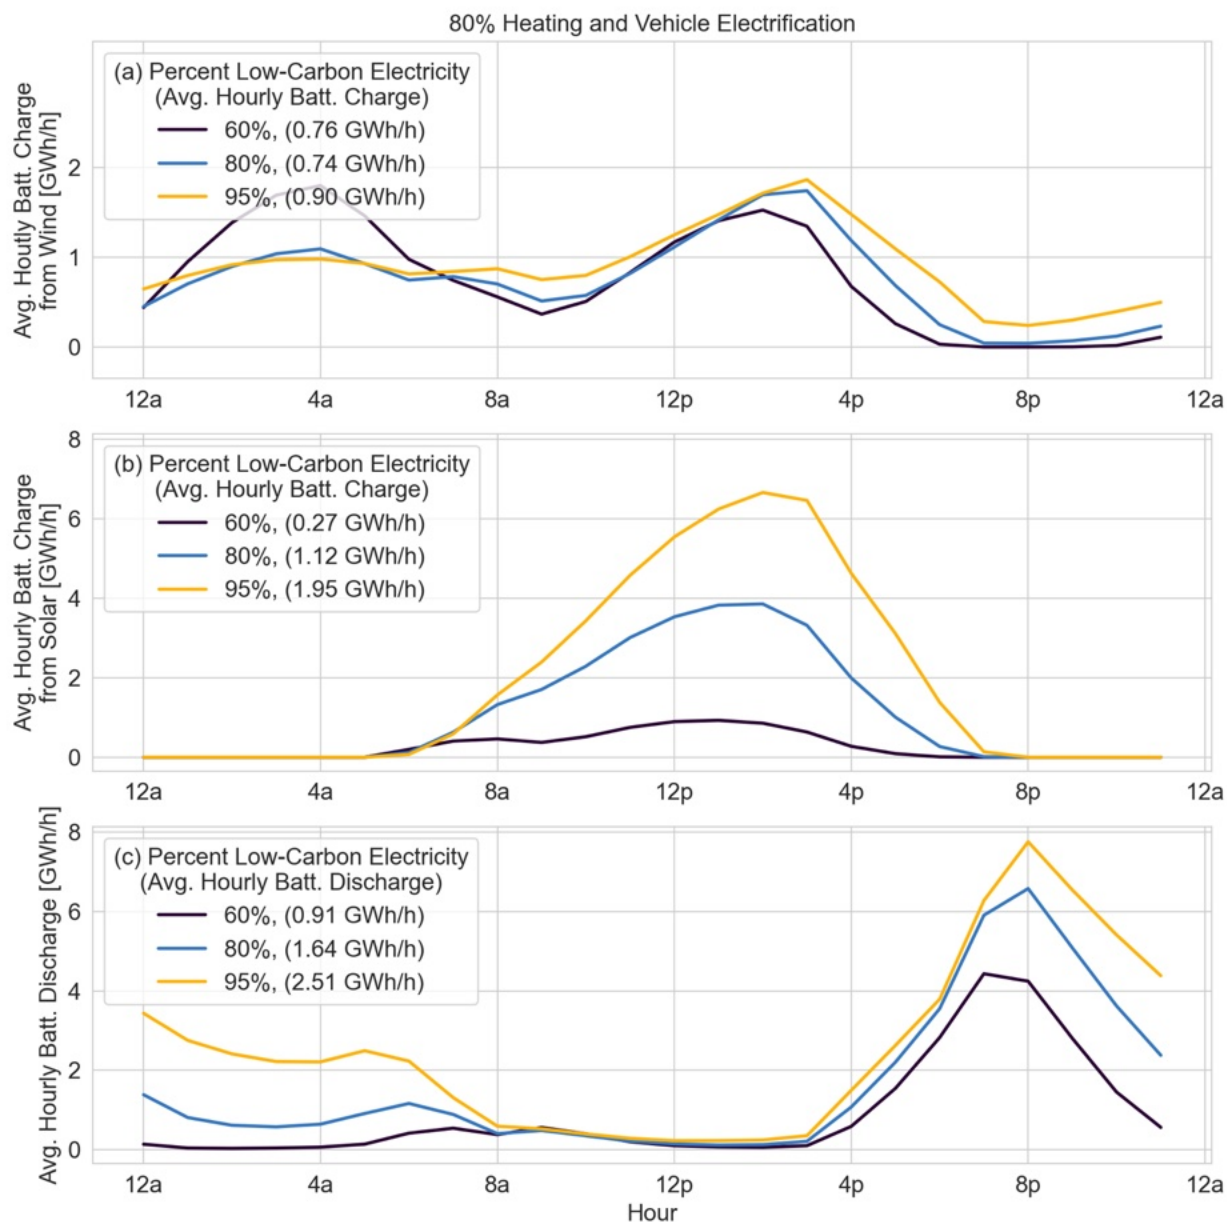 80% Heating and Vehicle Electrification
(a) Percent Low-Carbon Electricity
(Avg. Hourly Batt. Charge)
60%, (0.76 GWh/h)
80%, (0.74 GWh/h)
95%, (0.90 GWh/h)
Avg. Houtly Batt. Charge
from Wind [GWh/h]
2
1
0
12a 4a 8a 12p 4p 8p 12a
(b) Percent Low-Carbon Electricity
(Avg. Hourly Batt. Charge)
60%, (0.27 GWh/h)
80%, (1.12 GWh/h)
95%, (1.95 GWh/h)
Avg. Hourly Batt. Charge
from Solar [GWh/h]
8
6
4
2
0
12a 4a 8a 12p 4p 8p 12a
(c) Percent Low-Carbon Electricity
(Avg. Hourly Batt. Discharge)
60%, (0.91 GWh/h)
80%, (1.64 GWh/h)
95%, (2.51 GWh/h)
Avg. Hourly Batt. Discharge [GWh/h]
8
6
4
2
0
12a 4a 8a 12p 4p 8p 12a
Hour